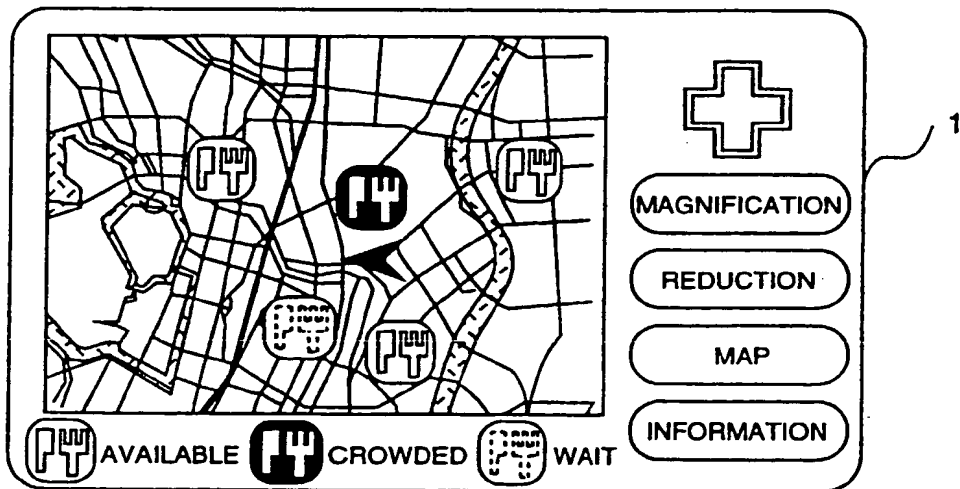 1
MAGNIFICATION
REDUCTION
MAP
INFORMATION
AVAILABLE CROWDED WAIT